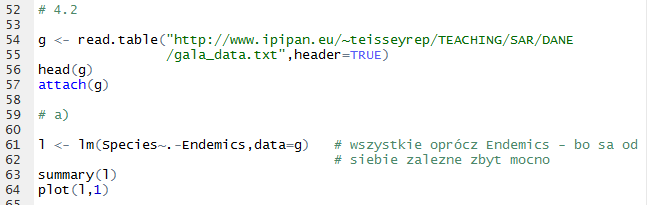 52 # 4.2
53
54 g <- read.table("http://www.ipipan.eu/~teisseyrep/TEACHING/SAR/DANE
55 /gala_data.txt",header=TRUE)
56 head(g)
57 attach(g)
58
59 # a)
60
61 l <- lm(Species~.-Endemics,data=g) # wszystkie oprócz Endemics - bo sa od
62 # siebie zalezne zbyt mocno
63 summary(l)
64 plot(l,1)
65